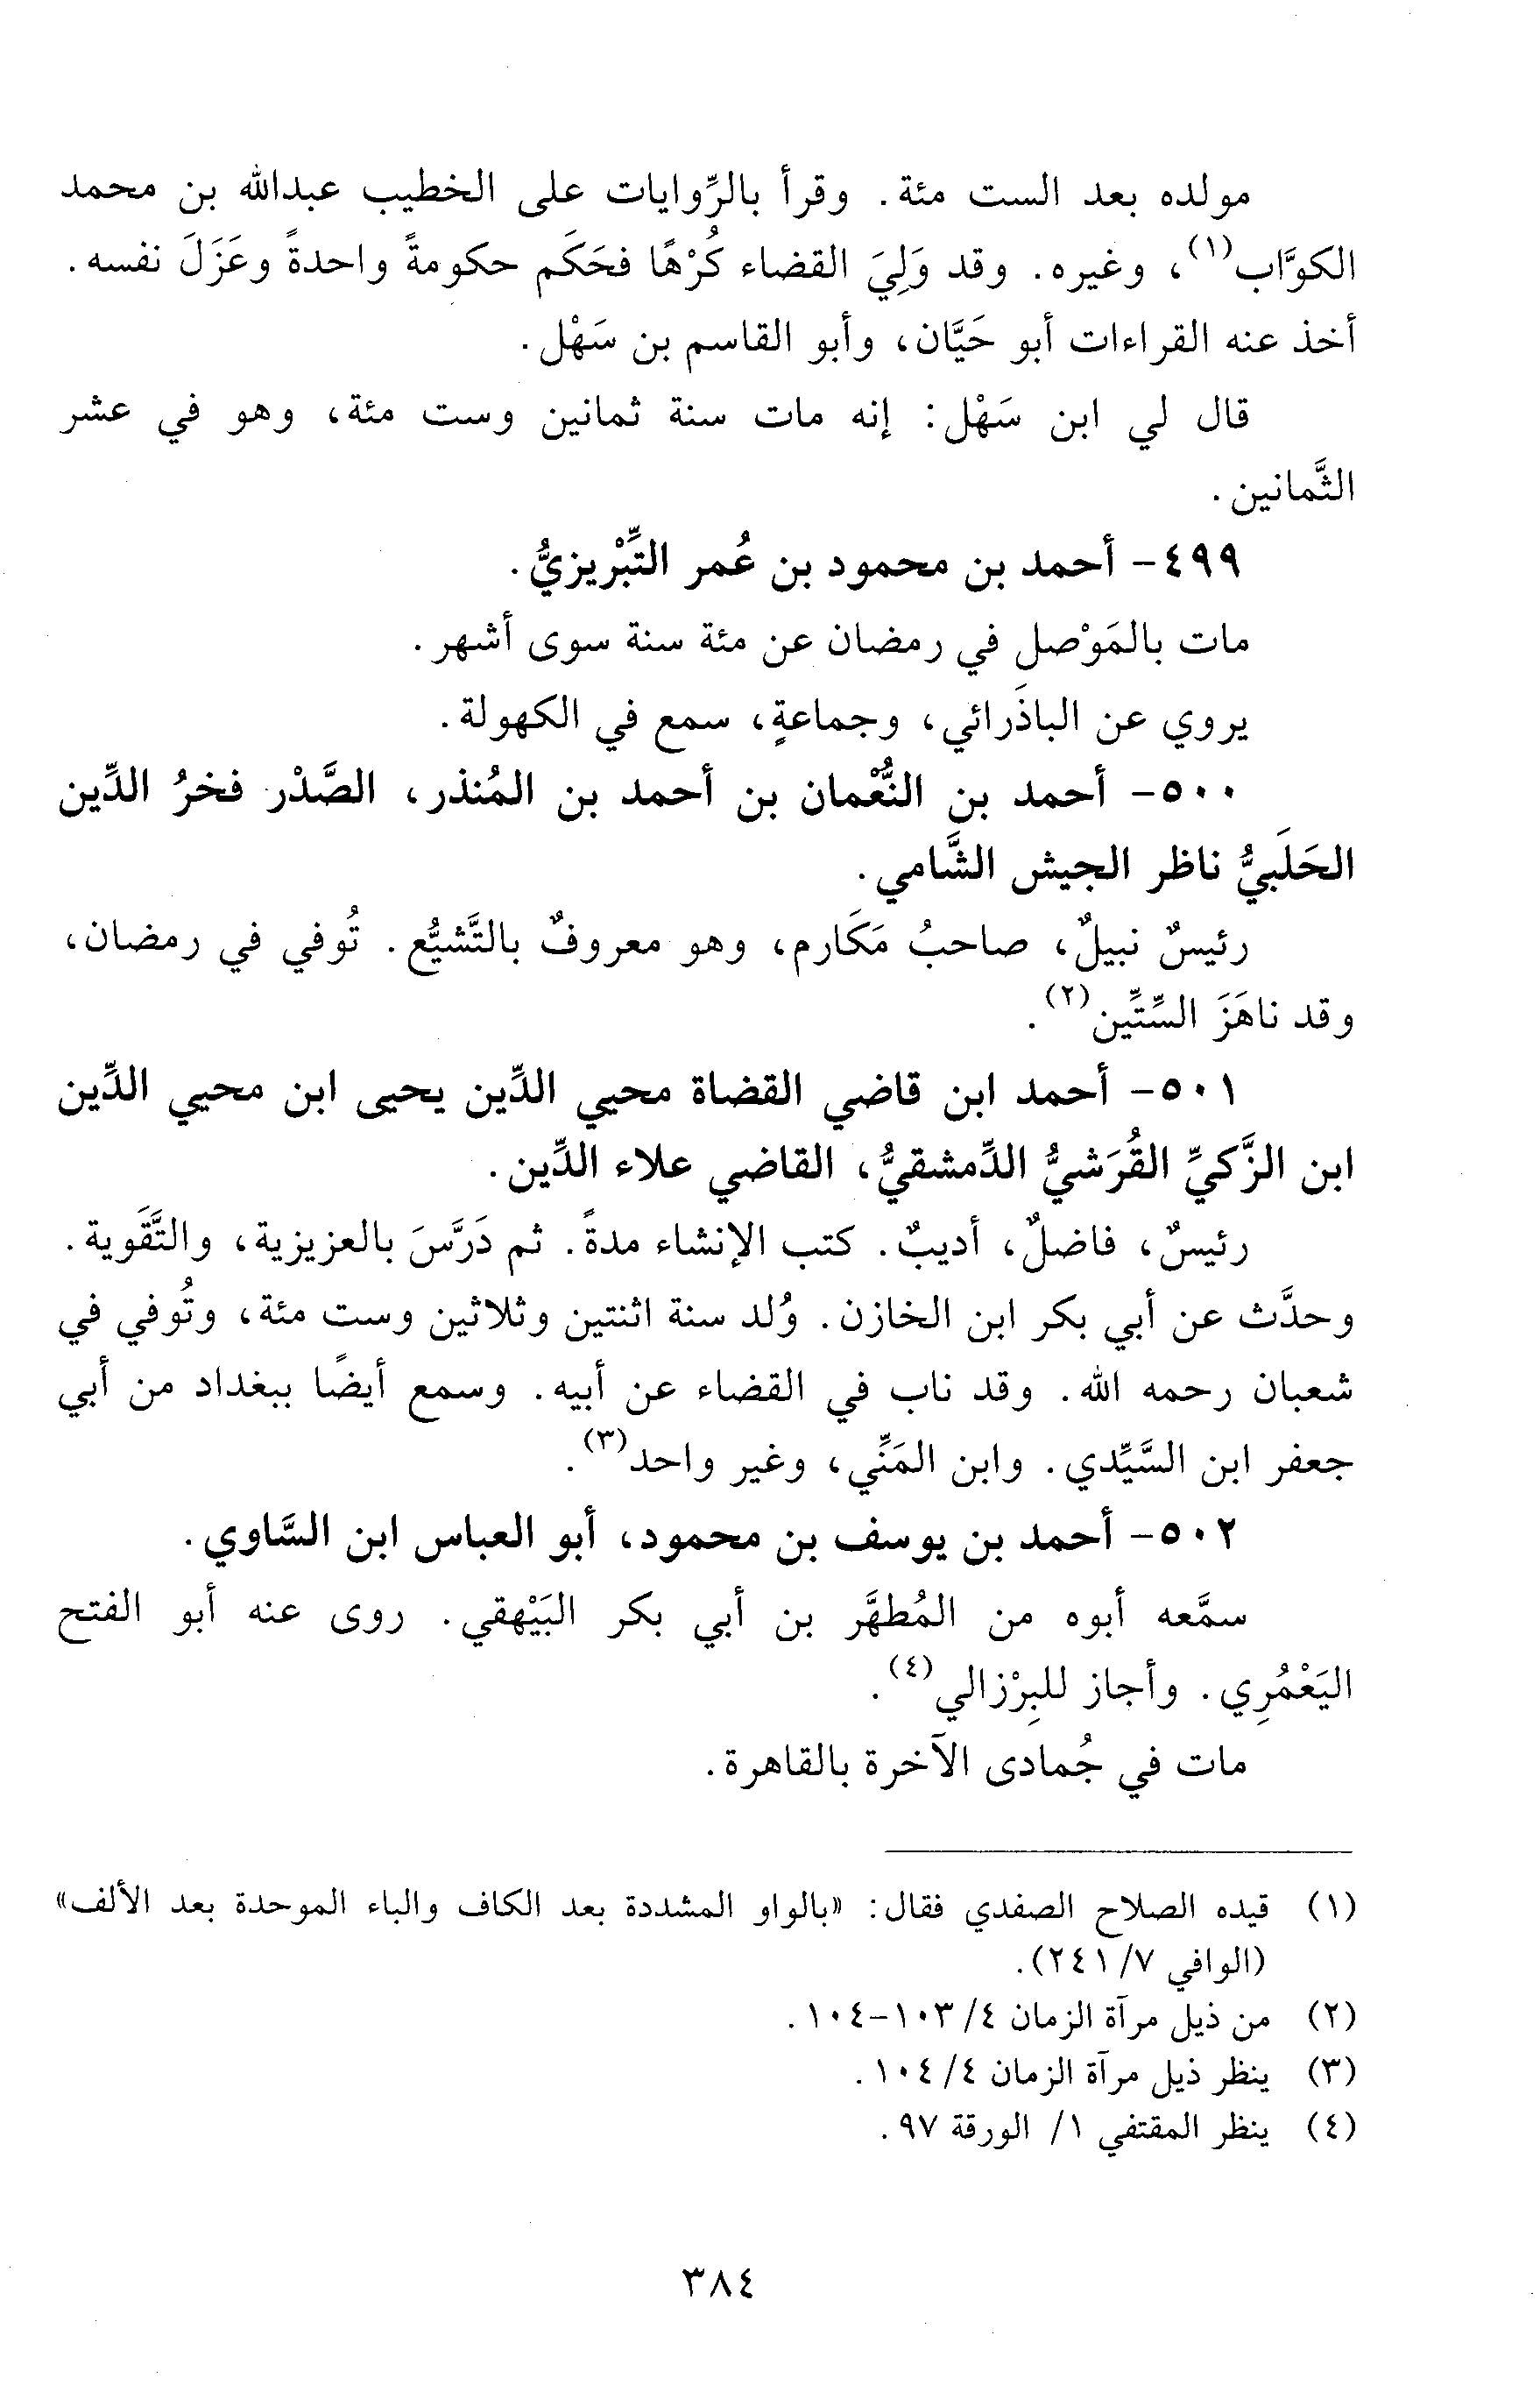 مولده بعد الست مئة. وقرأ بالرِّوايات على الخطيب عبدالله بن محمد
الكوَّاب(١)، وغيره. وقد وَلِيَ القضاء كُرْهًا فحَكَم حكومةً واحدةً وعَزَلَ نفسه.
أخذ عنه القراءات أبو حَيَّان، وأبو القاسم بن سَهْل.
قال لي ابن سَهْل: إنه مات سنة ثمانين وست مئة، وهو في عشر
الثَّمانين.
٤٩٩- أحمد بن محمود بن عُمر التِّبْريزيُّ.
مات بالمَوْصل في رمضان عن مئة سنة سوى أشهر.
يروي عن الباذَرائي، وجماعةٍ، سمع في الكهولة.
٥٠٠- أحمد بن النُّعْمان بن أحمد بن المُنذر، الصَّدْر فخرُ الدِّين
الحَلَبيُّ ناظر الجيش الشَّامي.
رئيسٌ نبيلٌ، صاحبُ مَكَارم، وهو معروفٌ بالتَّشيُّع. تُوفي في رمضان،
وقد ناهَزَ السِّتِّين(٢).
٥٠١- أحمد ابن قاضي القضاة محيي الدِّين يحيى ابن محيي الدِّين
ابن الزَّكيِّ القُرَشيُّ الدِّمشقيُّ، القاضي علاء الدِّين.
رئيسٌ، فاضلٌ، أديبٌ. كتب الإنشاء مدةً. ثم دَرَّسَ بالعزيزية، والتَّقَوية.
وحدَّث عن أبي بكر ابن الخازن. وُلد سنة اثنتين وثلاثين وست مئة، وتُوفي في
شعبان رحمه الله. وقد ناب في القضاء عن أبيه. وسمع أيضًا ببغداد من أبي
جعفر ابن السَّيِّدي. وابن المَنِّي، وغير واحد(٣).
٥٠٢- أحمد بن يوسف بن محمود، أبو العباس ابن السَّاوي.
سمَّعه أبوه من المُطهَّر بن أبي بكر البَيْهقي. روى عنه أبو الفتح
اليَعْمُرِي. وأجاز للبِرْزالي(٤).
مات في جُمادى الآخرة بالقاهرة.
(١) قيده الصلاح الصفدي فقال: «بالواو المشددة بعد الكاف والباء الموحدة بعد الألف»
(الوافي ٧/ ٢٤١).
(٢) من ذيل مرآة الزمان ٤/ ١٠٣-١٠٤.
(٣) ينظر ذيل مرآة الزمان ٤/ ١٠٤.
(٤) ينظر المقتفي ١/ الورقة ٩٧.
٣٨٤